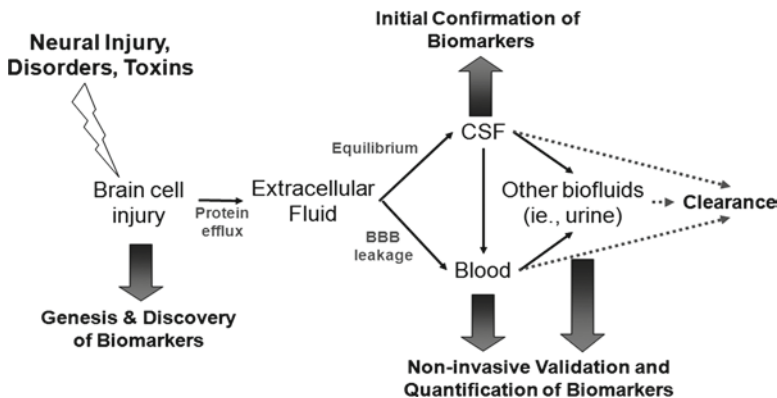 Initial Confirmation of
Biomarkers
Neural Injury,
Disorders, Toxins
Equilibrium
CSF
Brain cell
injury
Protein
efflux
Extracellular
Fluid
Other biofluids
(ie., urine)
Clearance
BBB
leakage
Blood
Genesis & Discovery
of Biomarkers
Non-invasive Validation and
Quantification of Biomarkers